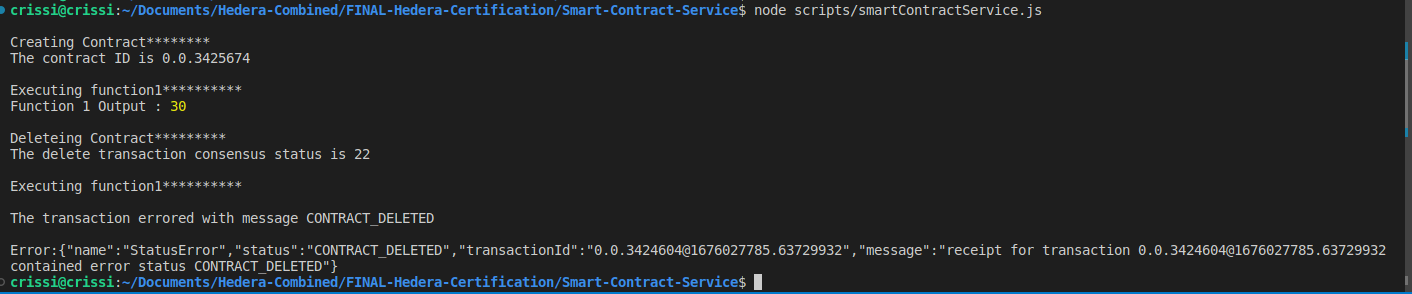 crissi@crissi:~/Documents/Hedera-Combined/FINAL-Hedera-Certification/Smart-Contract-Service$ node scripts/smartContractService.js
Creating Contract********
The contract ID is 0.0.3425674
Executing function1**********
Function 1 Output : 30
Deleteing Contract*********
The delete transaction consensus status is 22
Executing function1**********
The transaction errored with message CONTRACT_DELETED
Error:{"name":"StatusError","status":"CONTRACT_DELETED","transactionId":"0.0.3424604@1676027785.63729932","message":"receipt for transaction 0.0.3424604@1676027785.63729932
contained error status CONTRACT_DELETED"}
crissi@crissi:~/Documents/Hedera-Combined/FINAL-Hedera-Certification/Smart-Contract-Service$